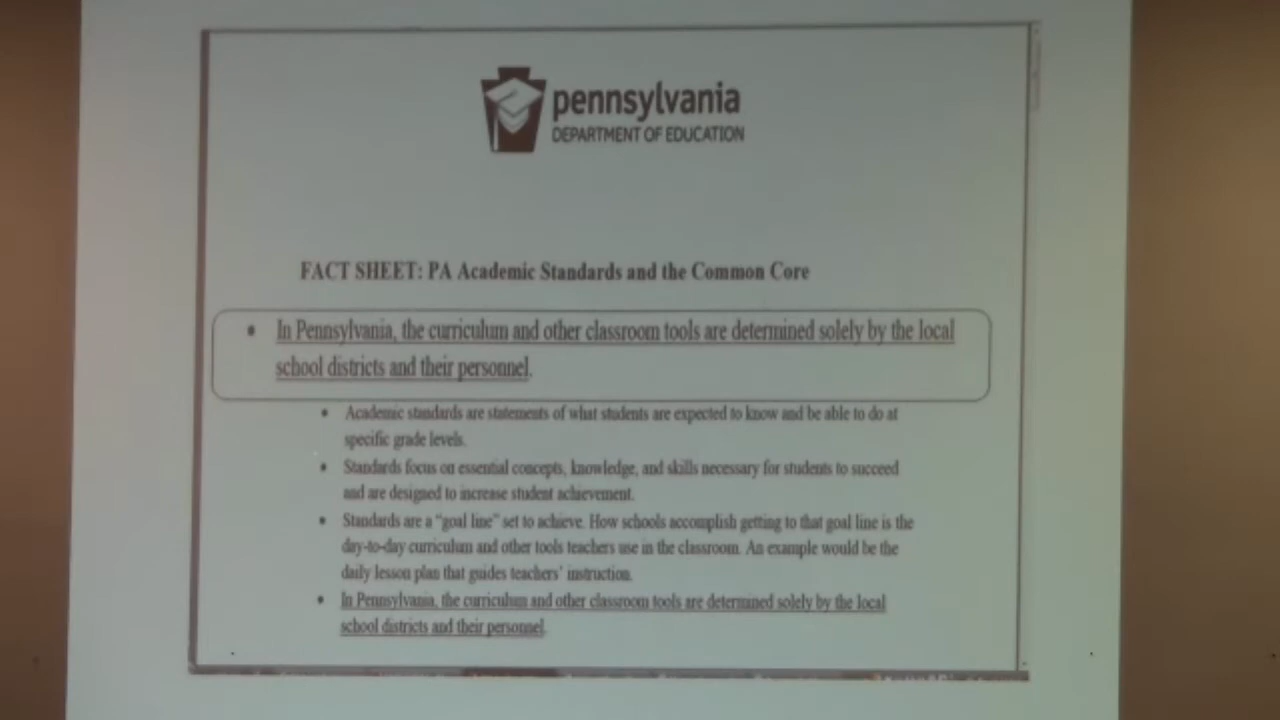 pennsylvania
DEPARTMENT OF EDUCATION
FACT SHEET: PA Academic Standards and the Common Core
• In Pennsylvania, the curriculum and other classroom tools are determined solely by the local
school districts and their personnel.
• Academic standards are statements of what students are expected to know and be able to do at
specific grade levels.
• Standards focus on essential concepts, knowledge, and skills necessary for students to succeed
and are designed to increase student achievement.
• Standards are a “goal line” set to achieve. How schools accomplish getting to that goal line is the
day-to-day curriculum and other tools teachers use in the classroom. An example would be the
daily lesson plan that guides teachers’ instruction.
• In Pennsylvania, the curriculum and other classroom tools are determined solely by the local
school districts and their personnel.